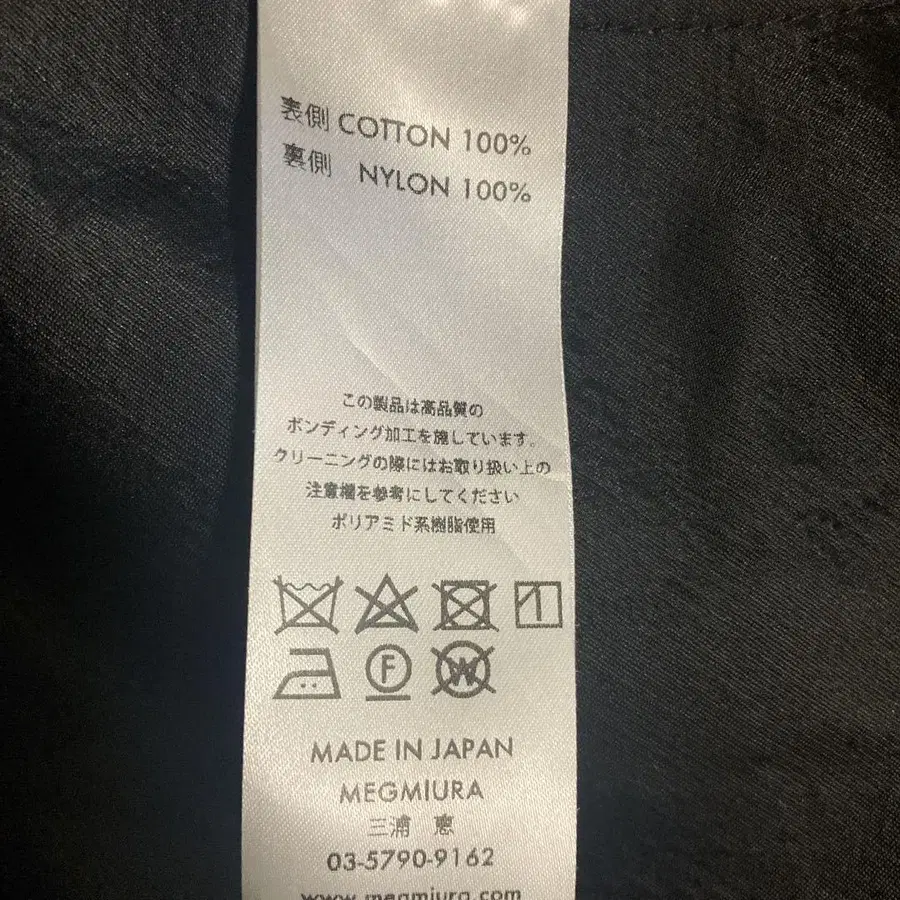 表側 COTTON 100%
裏側 NYLON 100%
この製品は高品質の
ボンディング加工を施しています。
クリーニングの際にはお取り扱い上の
注意欄を参考にしてください
ポリアミド系樹脂使用
F W
MADE IN JAPAN
MEGMIURA
三浦 恵
03-5790-9162
www.megmiura.com